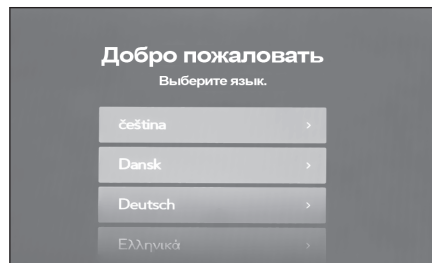 Добро пожаловать
Выберите язык.
čeština
Dansk
Deutsch
Ελληνικά